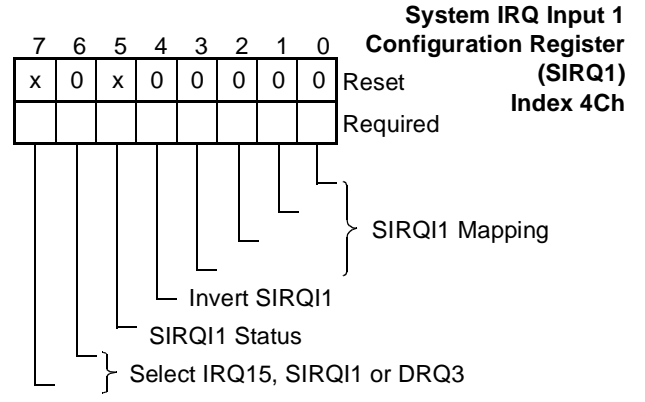 System IRQ Input 1
Configuration Register
(SIRQ1)
Index 4Ch
7 6 5 4 3 2 1 0
x 0 x 0 0 0 0 0 Reset
Required
SIRQI1 Mapping
Invert SIRQI1
SIRQI1 Status
Select IRQ15, SIRQI1 or DRQ3